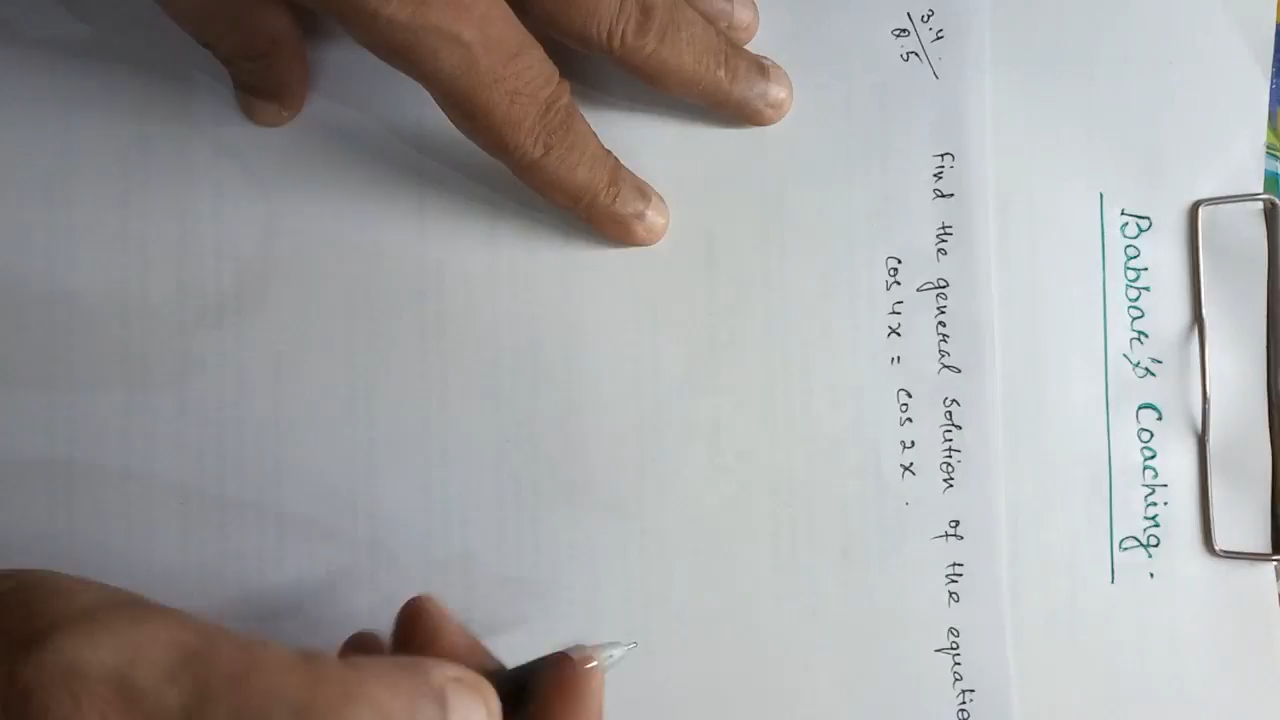 Babbar's Coaching.
3.4
Q.5
Find the general solution of the equatio
cos 4x = cos 2x.